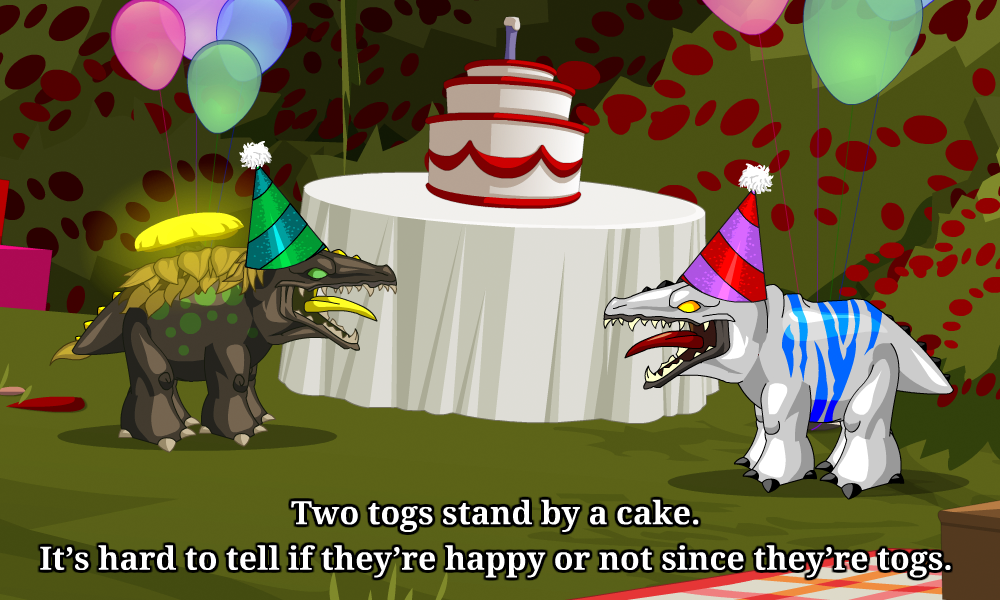 Two togs stand by a cake.
It’s hard to tell if they’re happy or not since they’re togs.